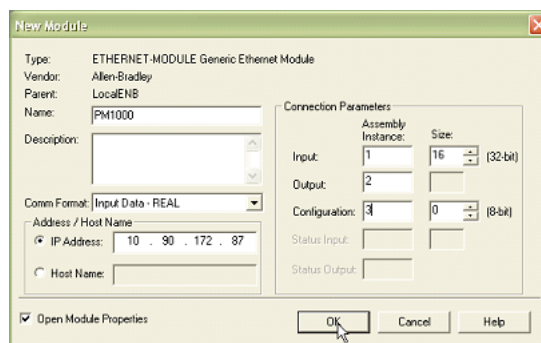 New Module
Type: ETHERNET-MODULE Generic Ethernet Module
Vendor: Allen-Bradley
Parent: LocalENB
Name: PM1000
Description:
Comm Format: Input Data - REAL
Address / Host Name
IP Address: 10 . 90 . 172 . 87
Host Name:
Connection Parameters
Assembly Instance: Size:
Input: 1 16 (32-bit)
Output: 2
Configuration: 3 0 (8-bit)
Status Input:
Status Output:
Open Module Properties
OK Cancel Help